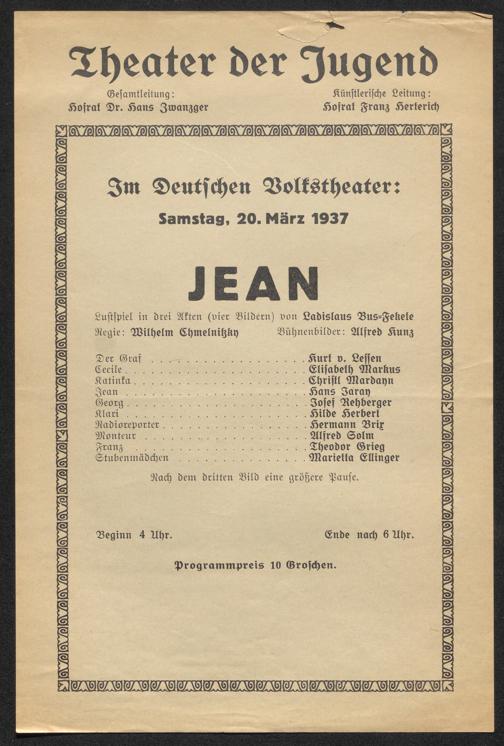 Theater der Jugend
Gesamtleitung: Künstlerische Leitung:
Hofrat Dr. Hans Zwanzger Hofrat Franz Herterich
Im Deutschen Volkstheater:
Samstag, 20. März 1937
JEAN
Lustspiel in drei Akten (vier Bildern) von Ladislaus Bus-Fekete
Regie: Wilhelm Chmelnitzky Bühnenbilder: Alfred Kunz
Der Graf . . . . . . . . . . . . . . . Kurt v. Lessen
Cecile . . . . . . . . . . . . . . . . Elisabeth Markus
Katinka . . . . . . . . . . . . . . . Christl Mardayn
Jean . . . . . . . . . . . . . . . . . Hans Jaray
Georg . . . . . . . . . . . . . . . . Josef Rehberger
Klari . . . . . . . . . . . . . . . . . Hilde Herbert
Radioreporter . . . . . . . . . . . . Hermann Brix
Monteur . . . . . . . . . . . . . . . Alfred Solm
Franz . . . . . . . . . . . . . . . . Theodor Grieg
Stubenmädchen . . . . . . . . . . . Marietta Ellinger
Nach dem dritten Bild eine größere Pause.
Beginn 4 Uhr. Ende nach 6 Uhr.
Programmpreis 10 Groschen.